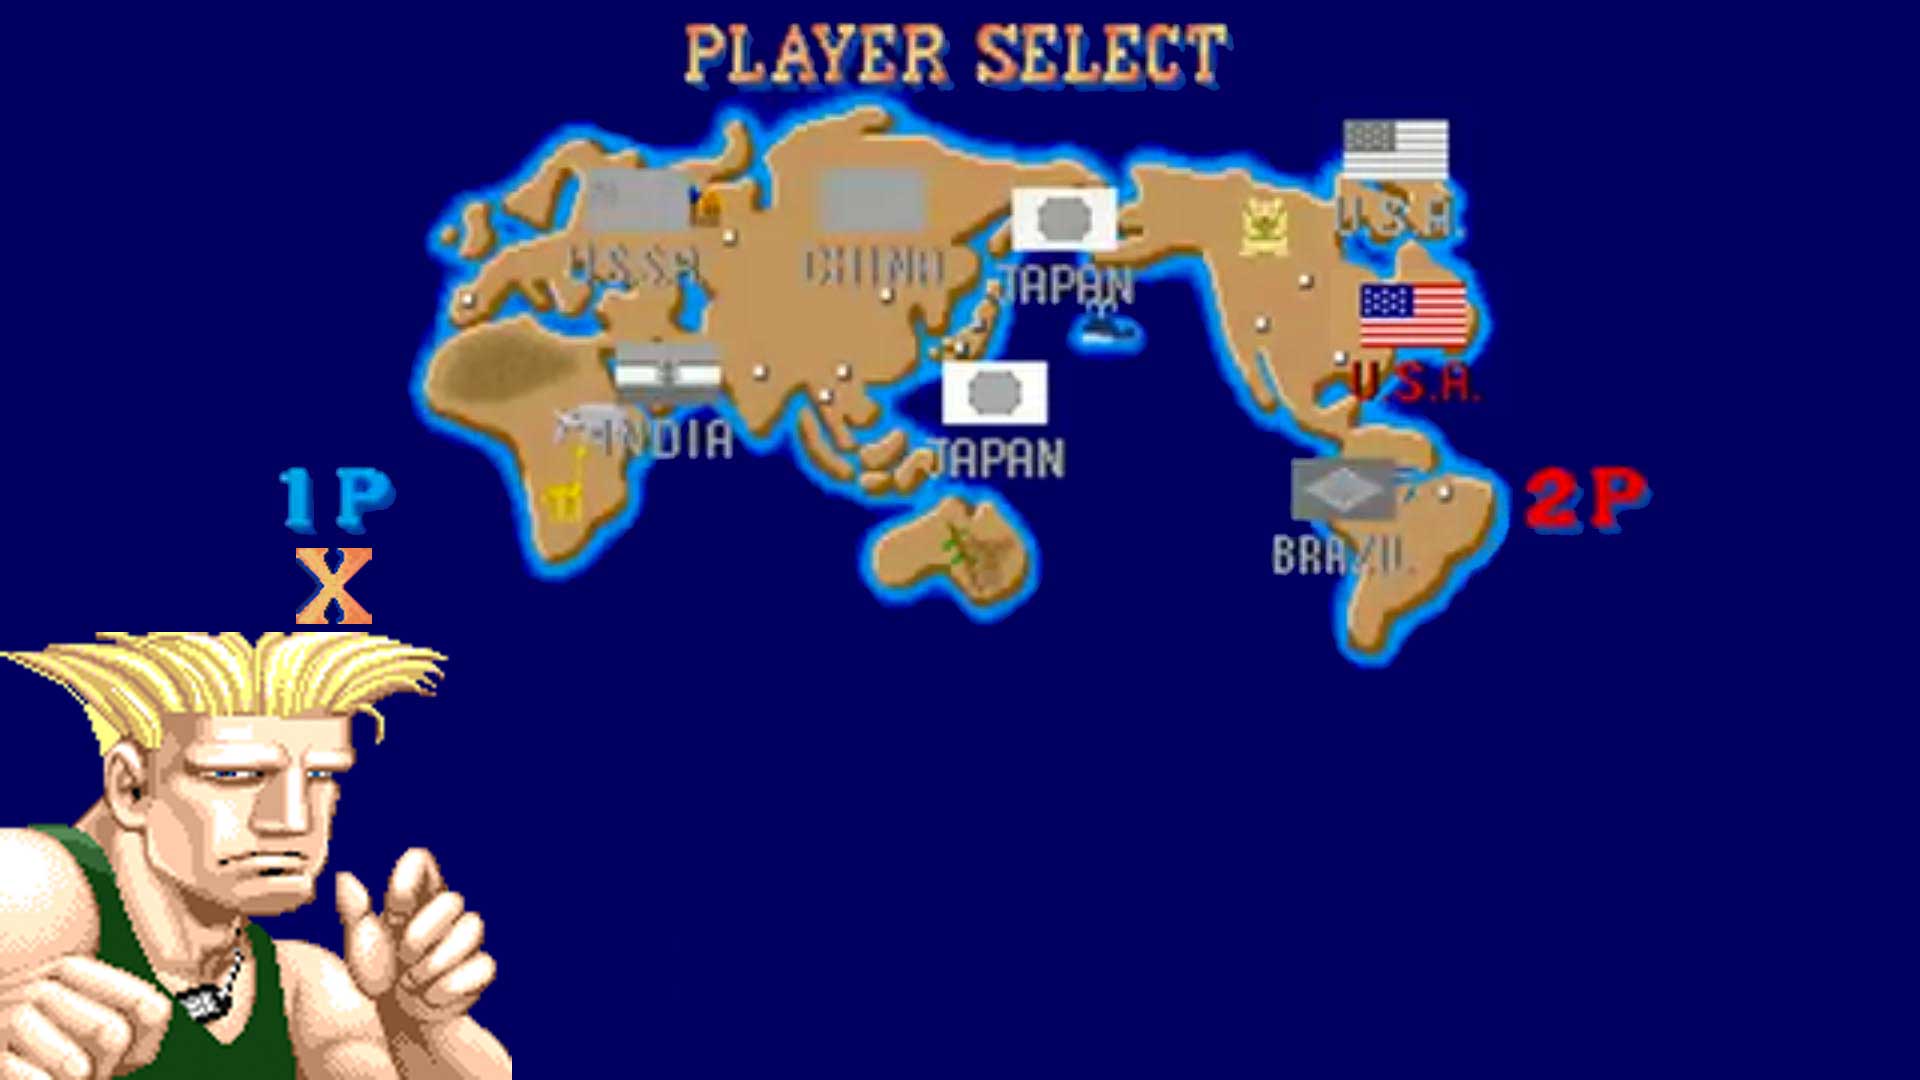 PLAYER SELECT
U.S.A.
U.S.S.R.
CHINA
JAPAN
U.S.A.
INDIA
JAPAN
1P
2P
BRAZIL
X